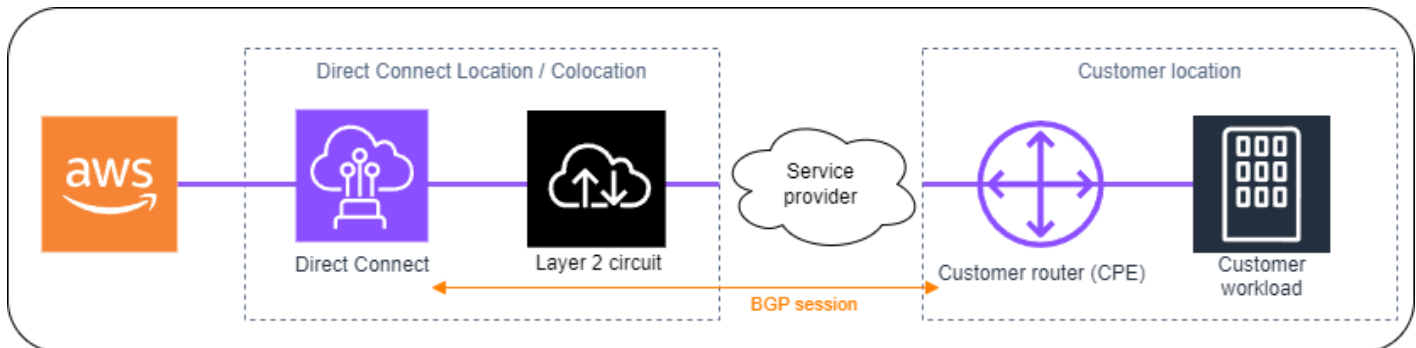 Direct Connect Location / Colocation
Customer location
aws
Service
provider
Direct Connect
Layer 2 circuit
Customer router (CPE)
Customer
workload
BGP session